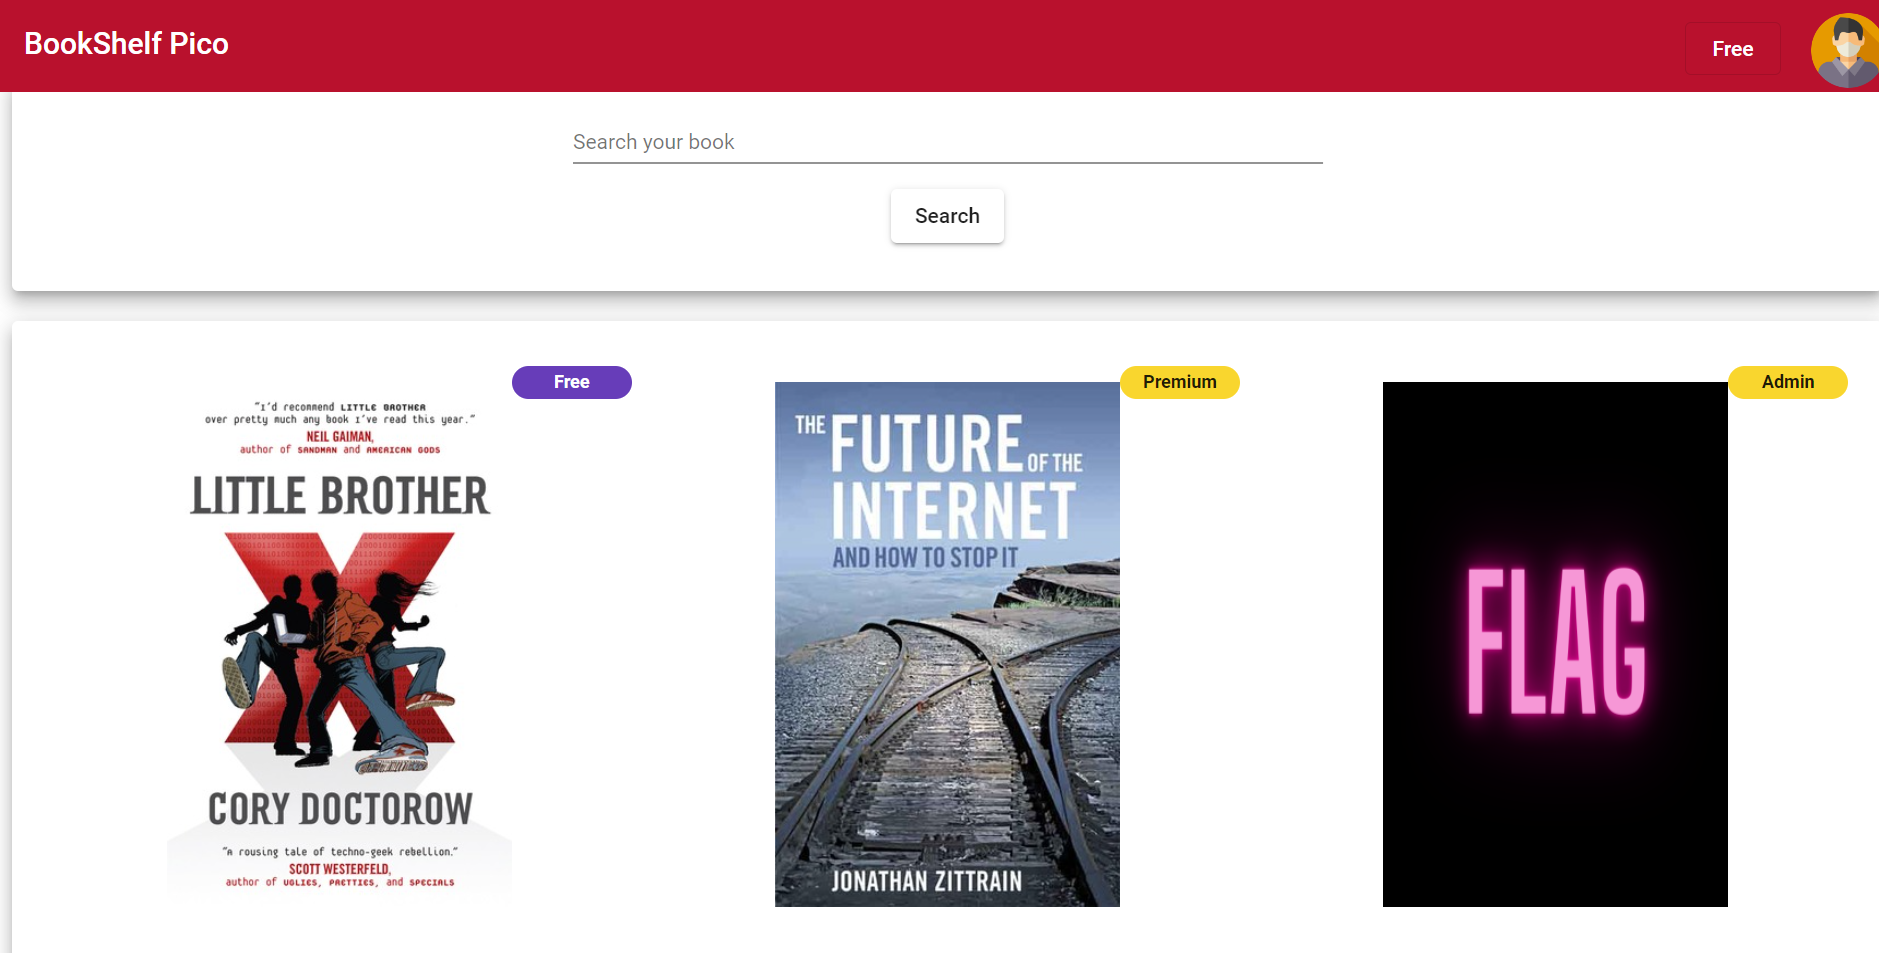 BookShelf Pico
Free
Search your book
Search
Free
"I'd recommend LITTLE BROTHER
over pretty much any book I've read this year."
NEIL GAIMAN,
author of SANDMAN and AMERICAN GODS
LITTLE BROTHER
CORY DOCTOROW
"A rousing tale of techno-geek rebellion."
SCOTT WESTERFELD,
author of UGLIES, PRETTIES, and SPECIALS
Premium
THE FUTURE OF THE
INTERNET
AND HOW TO STOP IT
JONATHAN ZITTRAIN
Admin
FLAG